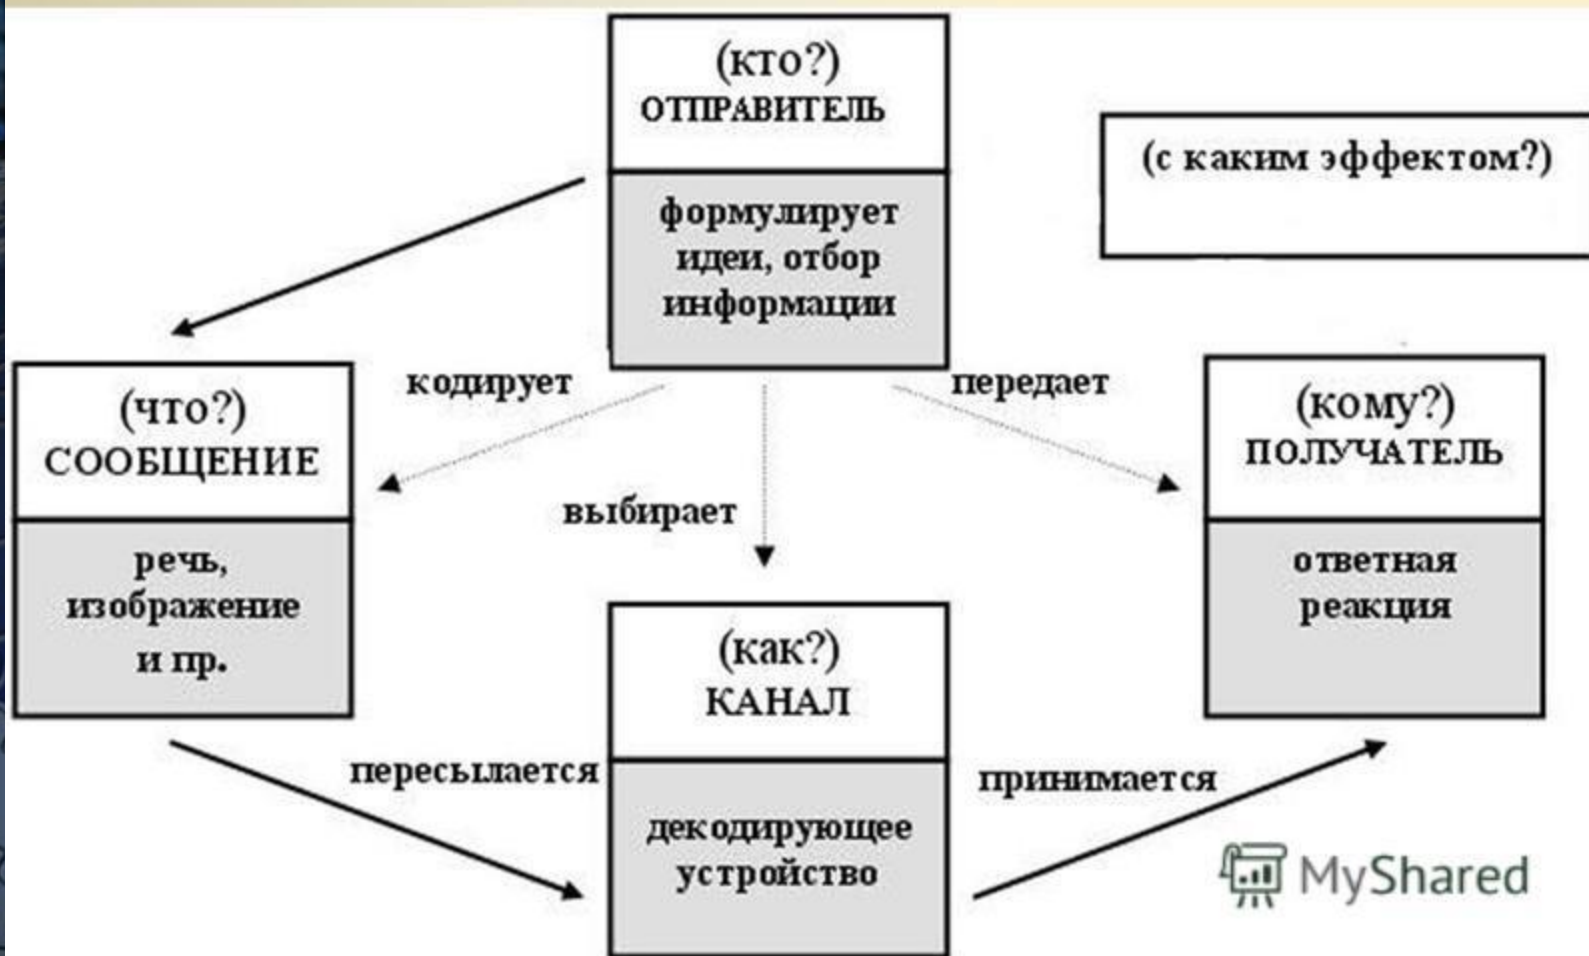 (кто?)
ОТПРАВИТЕЛЬ
формулирует
идеи, отбор
информации
(с каким эффектом?)
кодирует
передает
выбирает
(что?)
СООБЩЕНИЕ
речь,
изображение
и пр.
(кому?)
ПОЛУЧАТЕЛЬ
ответная
реакция
(как?)
КАНАЛ
декодирующее
устройство
пересылается
принимается
MyShared